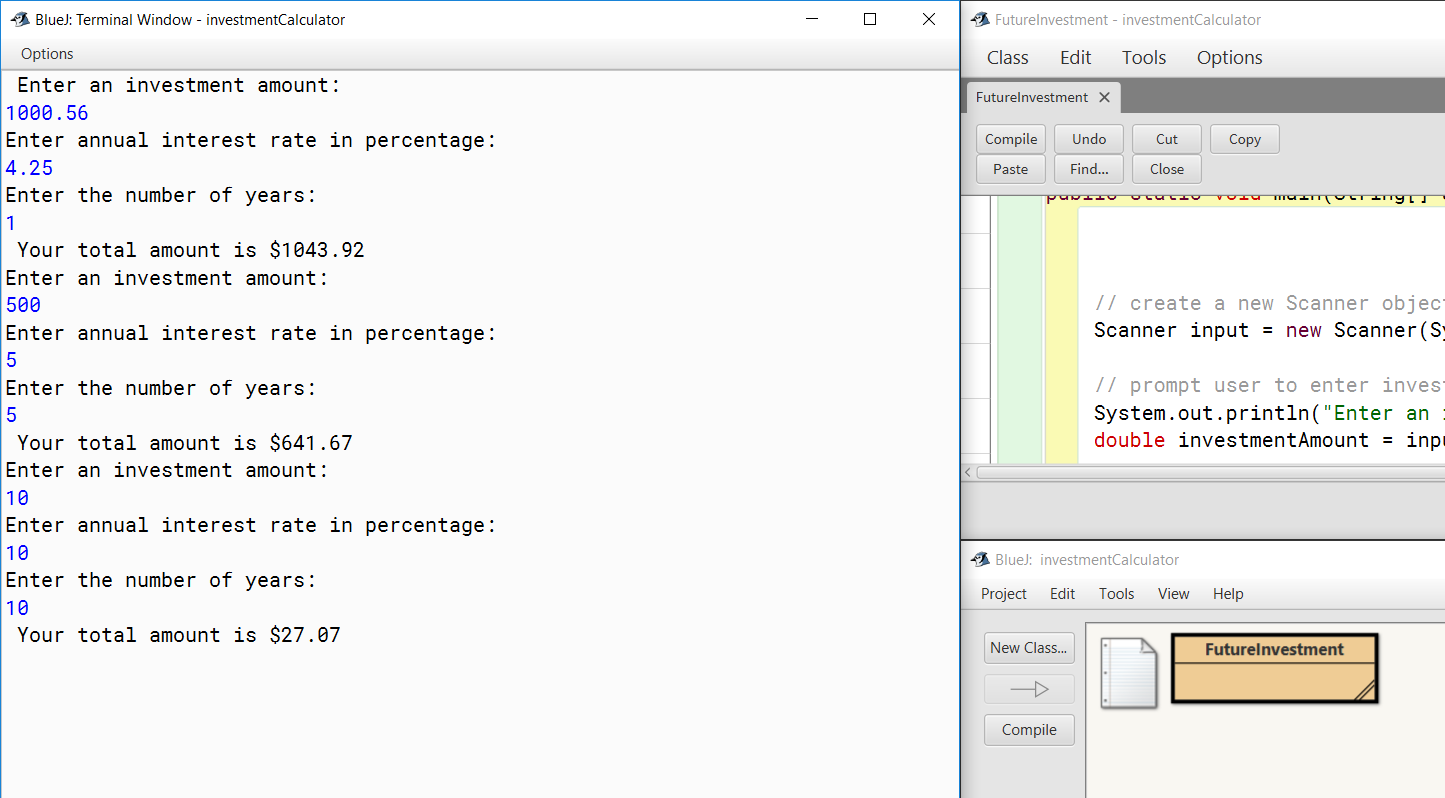 BlueJ: Terminal Window - investmentCalculator
Options
Enter an investment amount:
1000.56
Enter annual interest rate in percentage:
4.25
Enter the number of years:
1
Your total amount is $1043.92
Enter an investment amount:
500
Enter annual interest rate in percentage:
5
Enter the number of years:
5
Your total amount is $641.67
Enter an investment amount:
10
Enter annual interest rate in percentage:
10
Enter the number of years:
10
Your total amount is $27.07
FutureInvestment - investmentCalculator
Class Edit Tools Options
FutureInvestment
Compile Undo Cut Copy
Paste Find... Close
public static void main(String[]
// create a new Scanner objec
Scanner input = new Scanner(Sy
// prompt user to enter inves
System.out.println("Enter an
double investmentAmount = inpu
BlueJ: investmentCalculator
Project Edit Tools View Help
New Class...
FutureInvestment
Compile